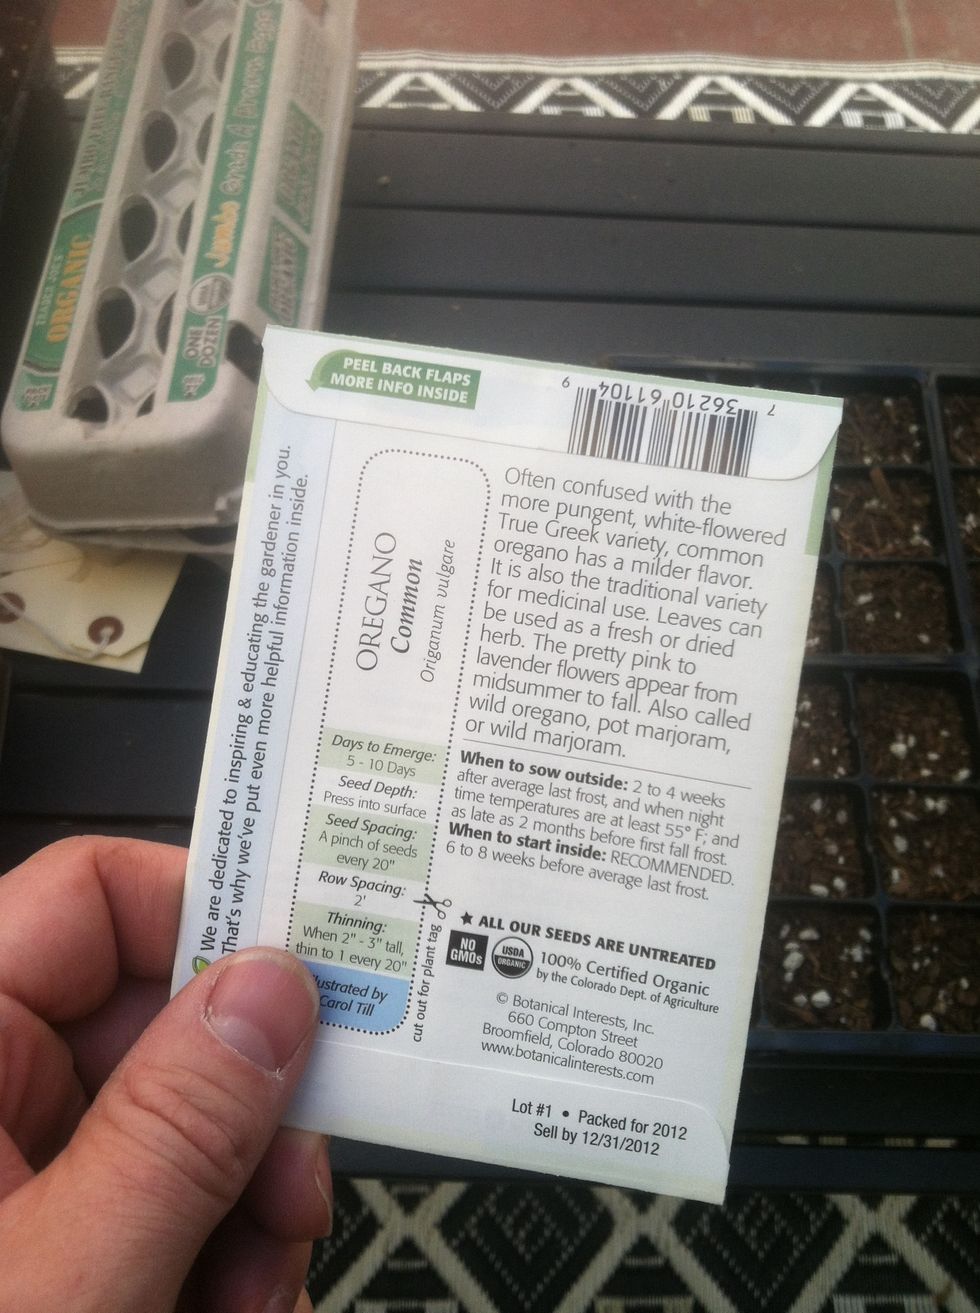 TRADER JOE'S
ORGANIC
ONE
DOZEN
Jumbo Grade A Brown Eggs
PEEL BACK FLAPS
MORE INFO INSIDE
7 36210 61104 9
We are dedicated to inspiring & educating the gardener in you.
That's why we've put even more helpful information inside.
OREGANO
Common
Origanum vulgare
Days to Emerge:
5 - 10 Days
Seed Depth:
Press into surface
Seed Spacing:
A pinch of seeds
every 20"
Row Spacing:
2'
Thinning:
When 2" - 3" tall,
thin to 1 every 20"
lustrated by
Carol Till
cut out for plant tag
Often confused with the
more pungent, white-flowered
True Greek variety, common
oregano has a milder flavor.
It is also the traditional variety
for medicinal use. Leaves can
be used as a fresh or dried
herb. The pretty pink to
lavender flowers appear from
midsummer to fall. Also called
wild oregano, pot marjoram,
or wild marjoram.
When to sow outside: 2 to 4 weeks
after average last frost, and when night
time temperatures are at least 55° F; and
as late as 2 months before first fall frost.
When to start inside: RECOMMENDED.
6 to 8 weeks before average last frost.
★ ALL OUR SEEDS ARE UNTREATED
NO
GMOs
USDA
ORGANIC
100% Certified Organic
by the Colorado Dept. of Agriculture
© Botanical Interests, Inc.
660 Compton Street
Broomfield, Colorado 80020
www.botanicalinterests.com
Lot #1 • Packed for 2012
Sell by 12/31/2012